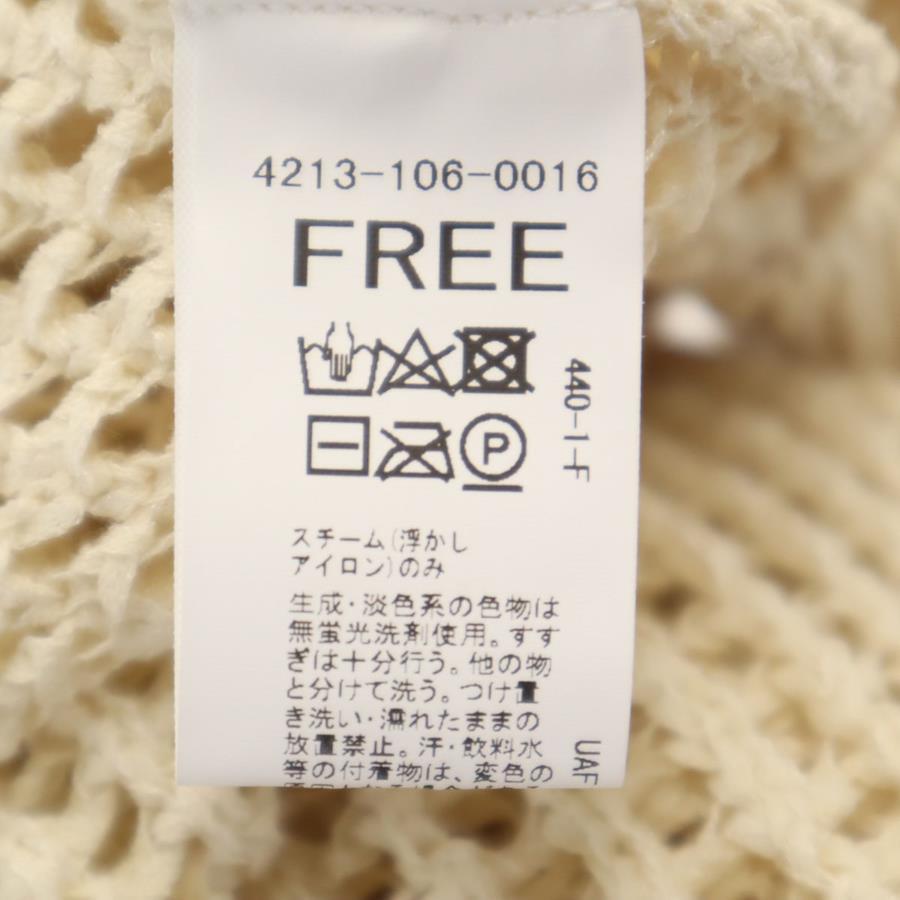 4213-106-0016
FREE
P
440-1-F
スチーム(浮かし
アイロン)のみ
生成・淡色系の色物は
無蛍光洗剤使用。すす
ぎは十分行う。他の物
と分けて洗う。つけ置
き洗い・濡れたままの
放置禁止。汗・飲料水
等の付着物は、変色の
UAF